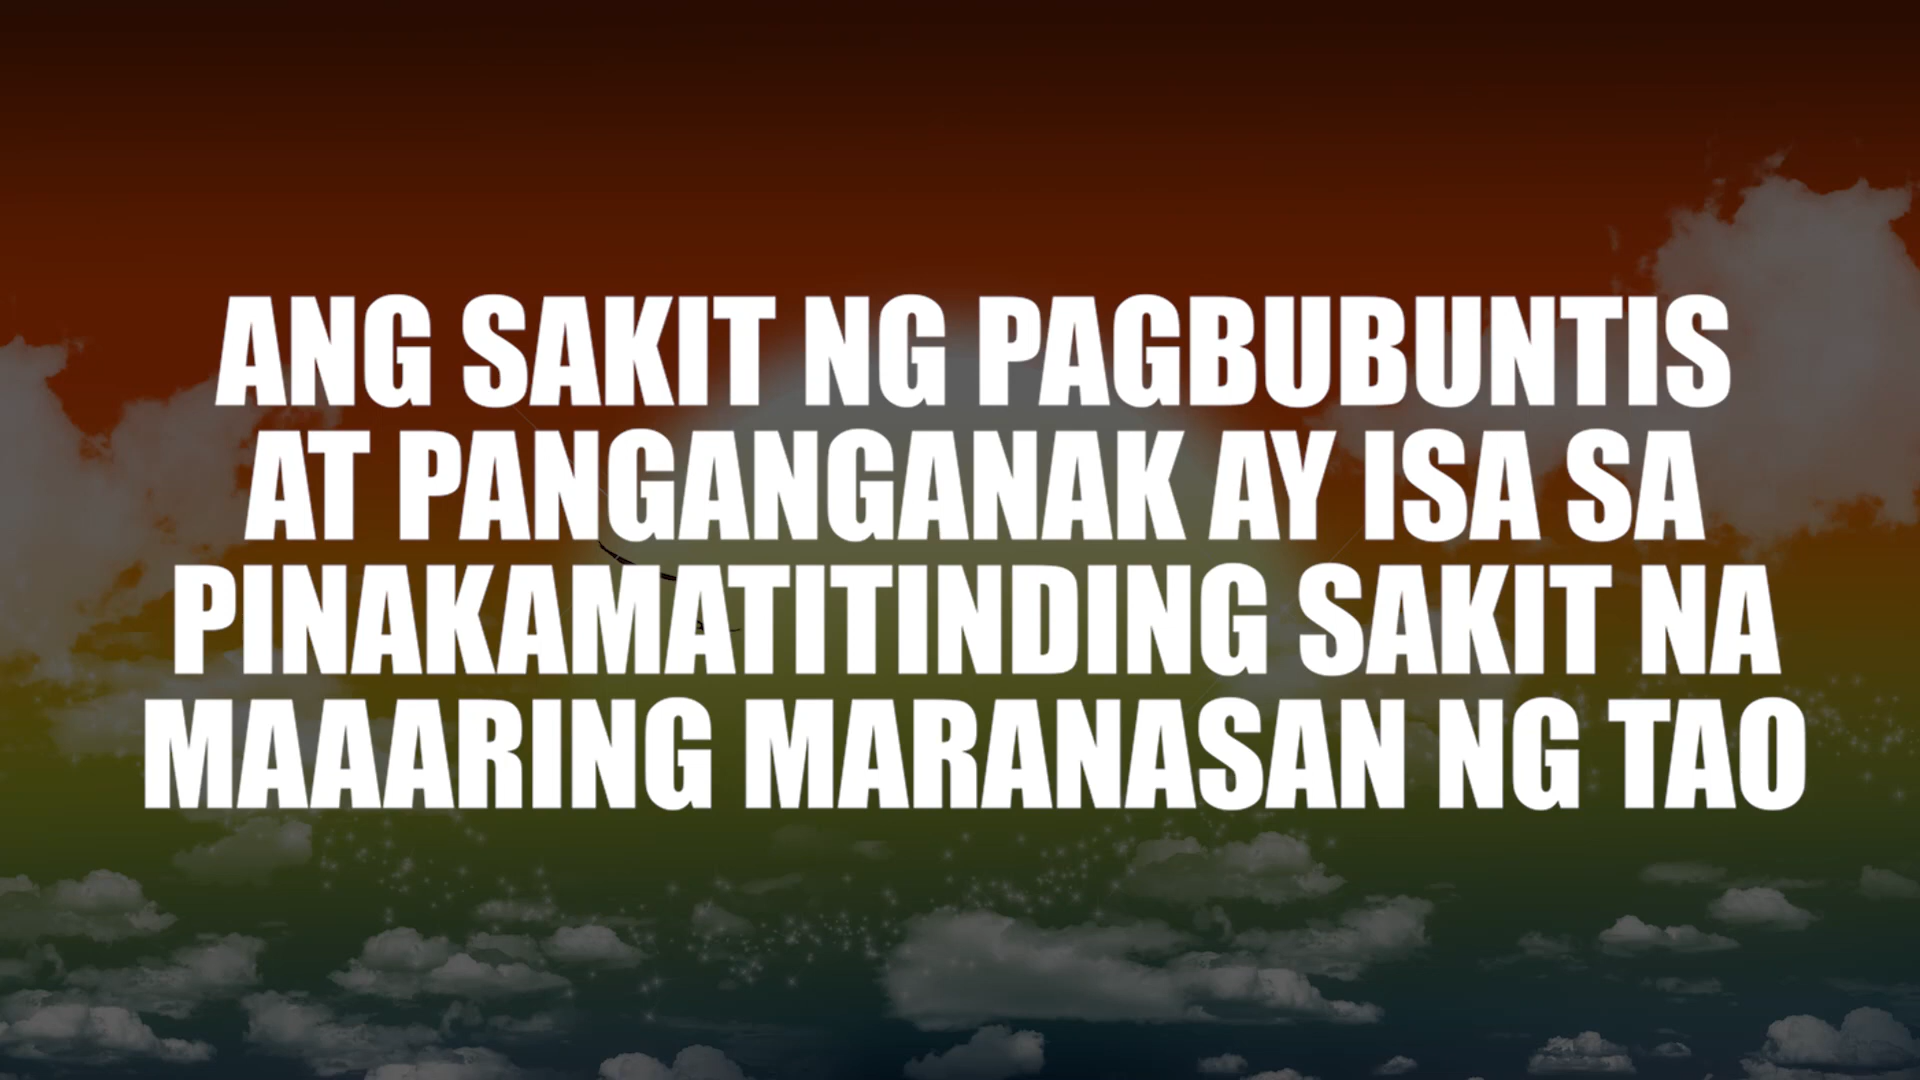 ANG SAKIT NG PAGBUBUNTIS
AT PANGANGANAK AY ISA SA
PINAKAMATITINDING SAKIT NA
MAAARING MARANASAN NG TAO